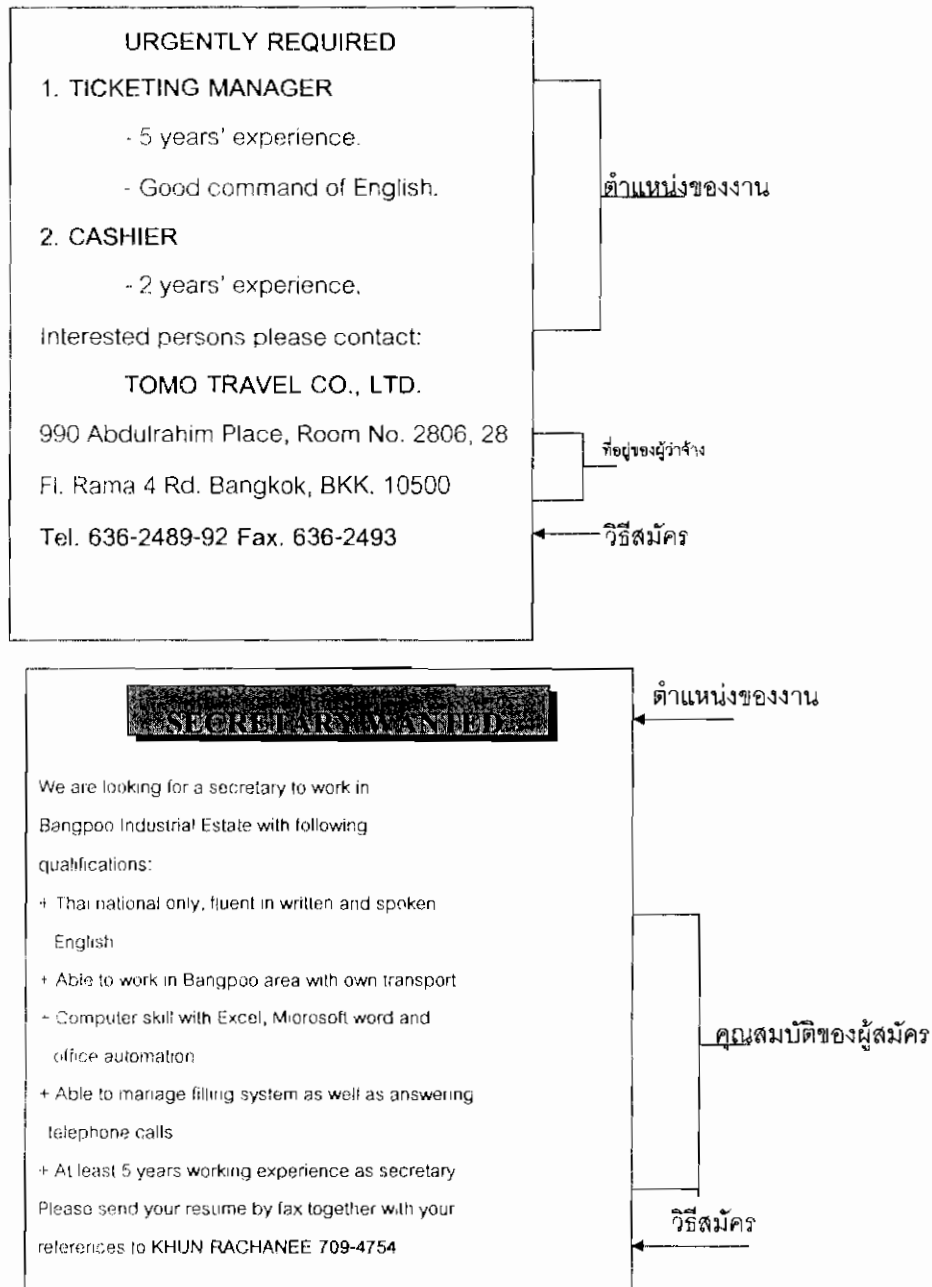 URGENTLY REQUIRED
1. TICKETING MANAGER
- 5 years' experience.
- Good command of English.
ตำแหน่งของงาน
2. CASHIER
- 2 years' experience.
Interested persons please contact:
TOMO TRAVEL CO., LTD.
990 Abdulrahim Place, Room No. 2806, 28
ที่อยู่ของผู้ว่าจ้าง
Fl. Rama 4 Rd. Bangkok, BKK. 10500
Tel. 636-2489-92 Fax. 636-2493
วิธีสมัคร
ตำแหน่งของงาน
SECRETARY WANTED
We are looking for a secretary to work in
Bangpoo Industrial Estate with following
qualifications:
+ Thai national only, fluent in written and spoken
English
+ Able to work in Bangpoo area with own transport
+ Computer skill with Excel, Microsoft word and
office automation
คุณสมบัติของผู้สมัคร
+ Able to manage filling system as well as answering
telephone calls
+ At least 5 years working experience as secretary
Please send your resume by fax together with your
วิธีสมัคร
references to KHUN RACHANEE 709-4754